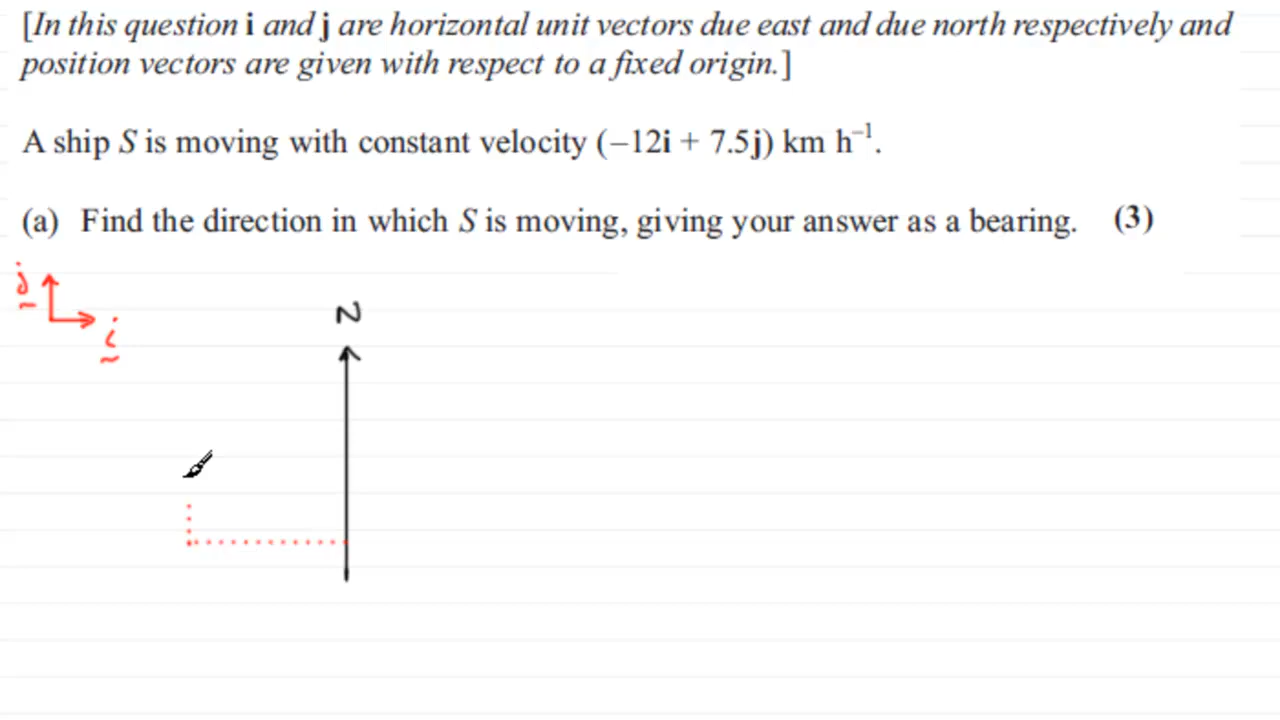 [In this question i and j are horizontal unit vectors due east and due north respectively and
position vectors are given with respect to a fixed origin.]
A ship S is moving with constant velocity (–12i + 7.5j) km h⁻¹.
(a) Find the direction in which S is moving, giving your answer as a bearing. (3)
j
i
N